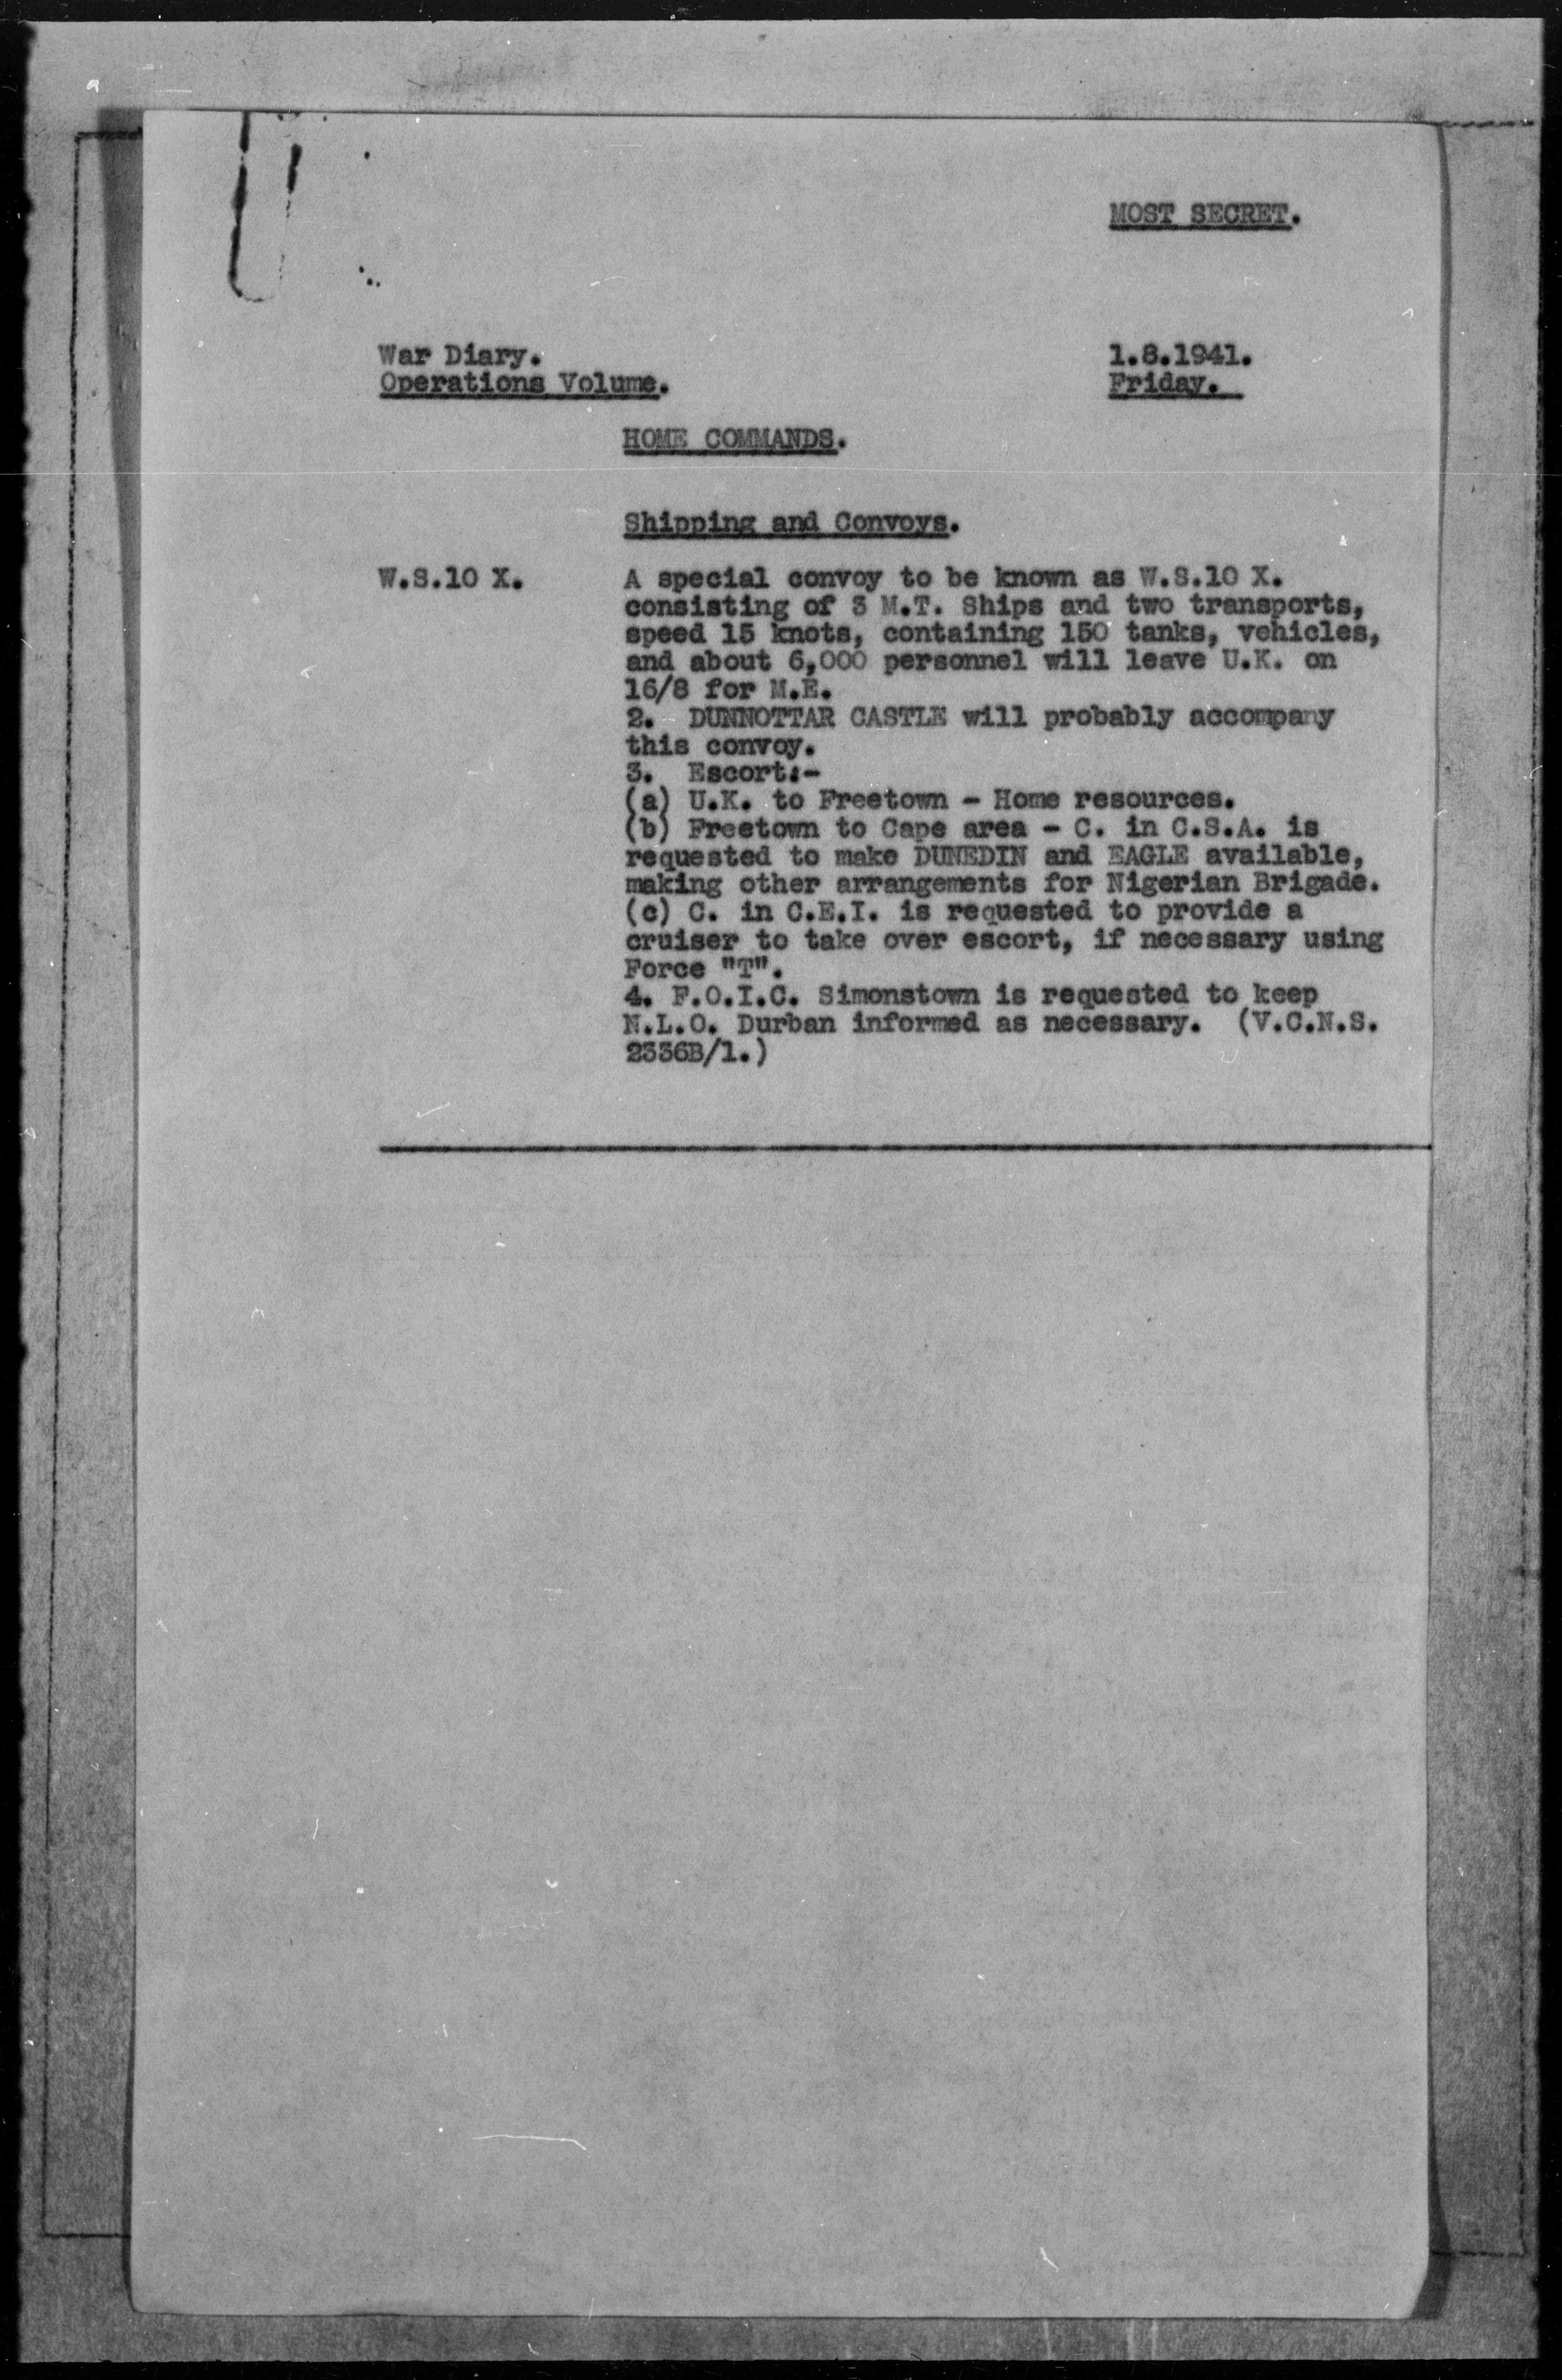 MOST SECRET.
War Diary.
1.8.1941.
Operations Volume.
Friday.
HOME COMMANDS.
Shipping and Convoys.
W.S.10 X.
A special convoy to be known as W.S.10 X.
consisting of 3 M.T. Ships and two transports,
speed 15 knots, containing 150 tanks, vehicles,
and about 6,000 personnel will leave U.K. on
16/8 for M.E.
2. DUNNOTTAR CASTLE will probably accompany
this convoy.
3. Escort:-
(a) U.K. to Freetown - Home resources.
(b) Freetown to Cape area - C. in C.S.A. is
requested to make DUNEDIN and EAGLE available,
making other arrangements for Nigerian Brigade.
(c) C. in C.E.I. is requested to provide a
cruiser to take over escort, if necessary using
Force "T".
4. F.O.I.C. Simonstown is requested to keep
N.L.O. Durban informed as necessary. (V.C.N.S.
2336B/1.)